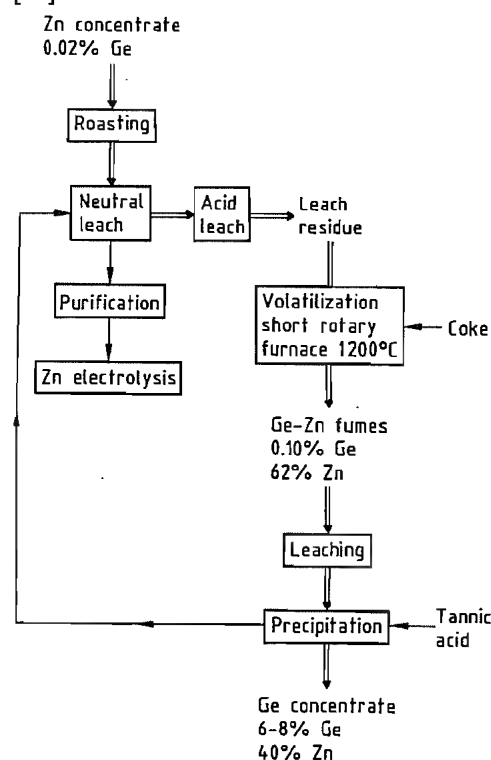 Zn concentrate
0.02% Ge
Roasting
Neutral
leach
Acid
leach
Leach
residue
Purification
Volatilization
short rotary
furnace 1200°C
Coke
Zn electrolysis
Ge-Zn fumes
0.10% Ge
62% Zn
Leaching
Precipitation
Tannic
acid
Ge concentrate
6-8% Ge
40% Zn